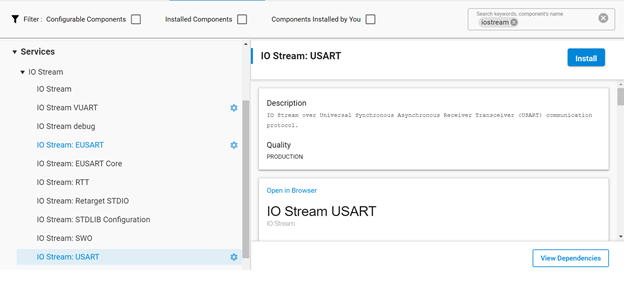 Filter :
Configurable Components
Installed Components
Components Installed by You
Search keywords, component's name
iostream
Services
IO Stream
IO Stream
IO Stream VUART
IO Stream debug
IO Stream: EUSART
IO Stream: EUSART Core
IO Stream: RTT
IO Stream: Retarget STDIO
IO Stream: STDLIB Configuration
IO Stream: SWO
IO Stream: USART
IO Stream: USART
Install
Description
IO Stream over Universal Synchronous Asynchronous Receiver Transceiver (USART) communication
protocol.
Quality
PRODUCTION
Open in Browser
IO Stream USART
IO Stream
View Dependencies